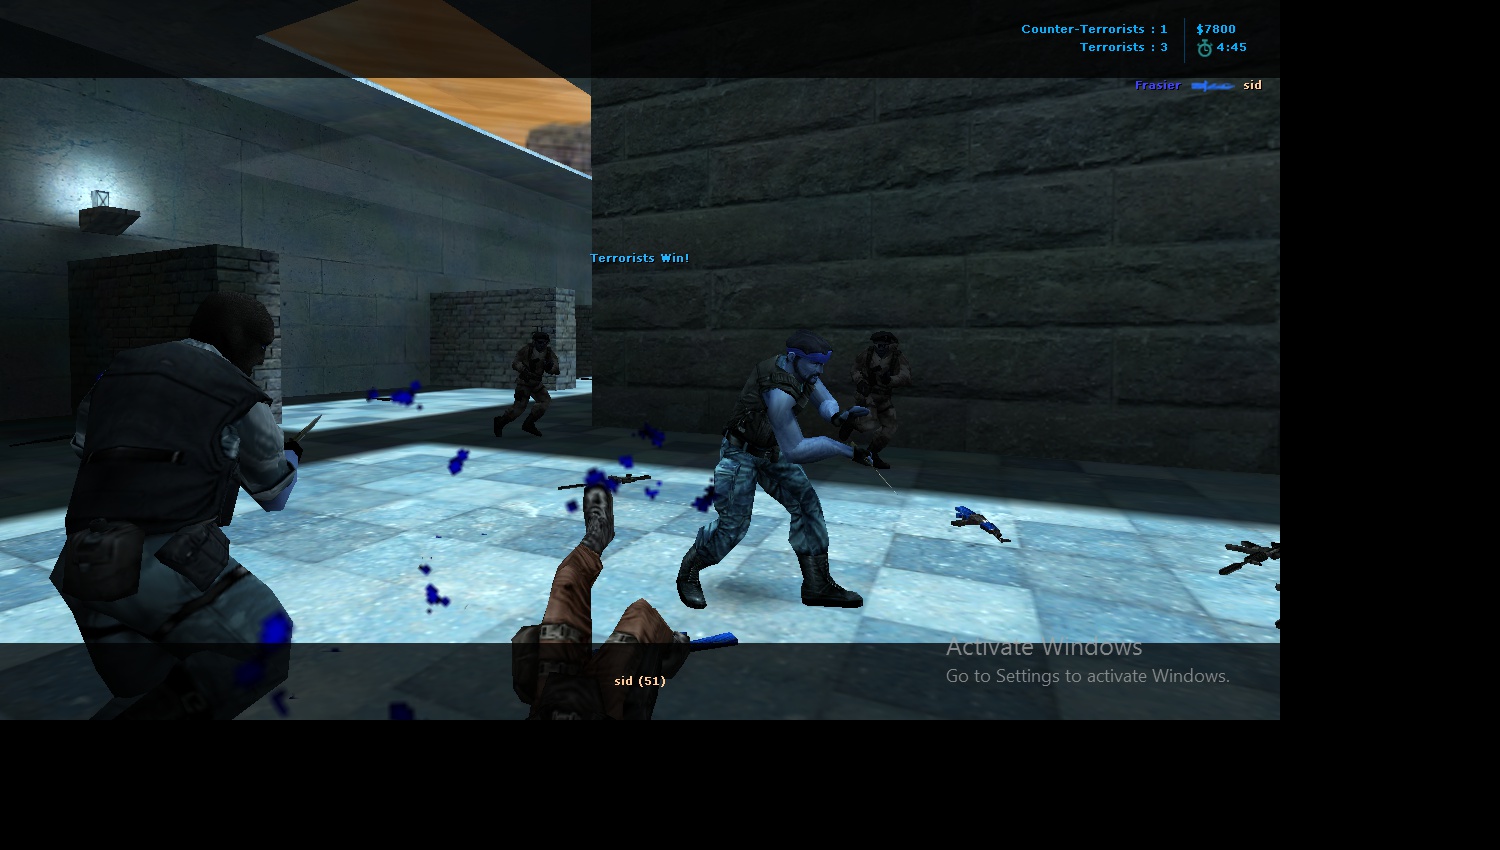 Counter-Terrorists : 1 $7800
Terrorists : 3 4:45
Frasier sid
Terrorists Win!
Activate Windows
Go to Settings to activate Windows.
sid (51)